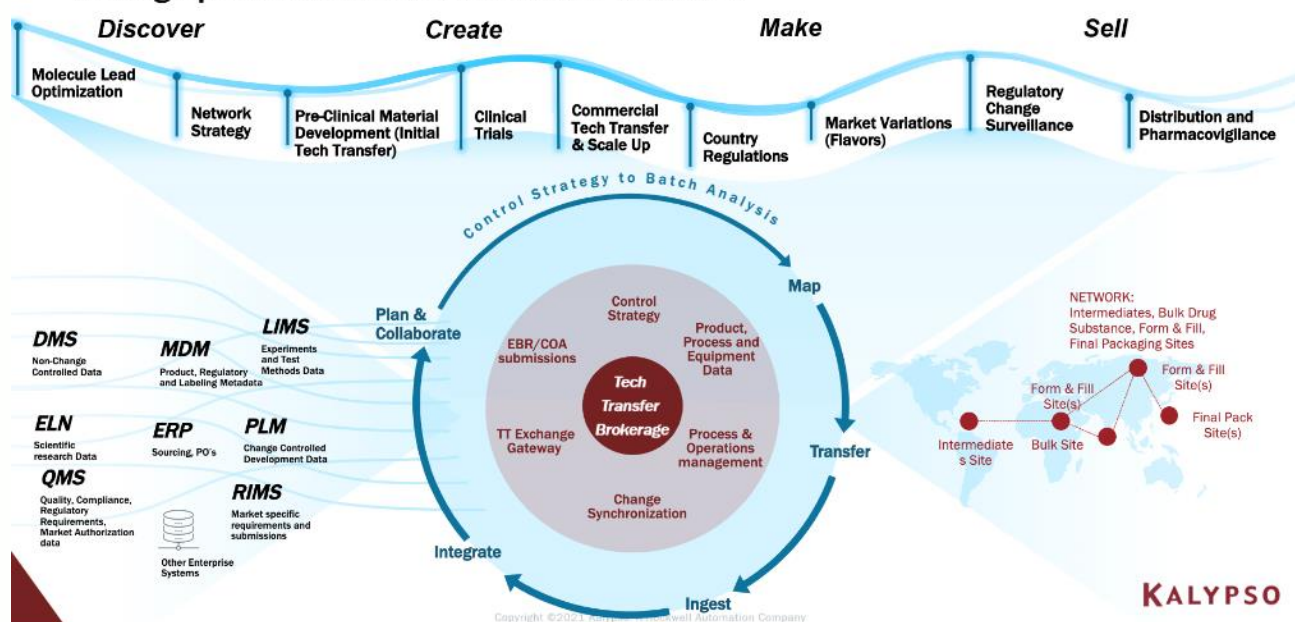 Discover
Create
Make
Sell
Molecule Lead
Optimization
Network
Strategy
Pre-Clinical Material
Development (Initial
Tech Transfer)
Clinical
Trials
Commercial
Tech Transfer
& Scale Up
Country
Regulations
Market Variations
(Flavors)
Regulatory
Change
Surveillance
Distribution and
Pharmacovigilance
Control Strategy to Batch Analysis
Plan &
Collaborate
Map
Transfer
Ingest
Integrate
Control
Strategy
Product,
Process and
Equipment
Data
Process &
Operations
management
Change
Synchronization
TT Exchange
Gateway
EBR/COA
submissions
Tech
Transfer
Brokerage
DMS
Non-Change
Controlled Data
MDM
Product, Regulatory
and Labeling Metadata
LIMS
Experiments
and Test
Methods Data
ELN
Scientific
research Data
ERP
Sourcing, PO's
PLM
Change Controlled
Development Data
QMS
Quality, Compliance,
Regulatory
Requirements,
Market Authorization
data
Other Enterprise
Systems
RIMS
Market specific
requirements and
submissions
NETWORK:
Intermediates, Bulk Drug
Substance, Form & Fill,
Final Packaging Sites
Form & Fill
Site(s)
Form & Fill
Site(s)
Final Pack
Site(s)
Intermediate
s Site
Bulk Site
KALYPSO
Copyright ©2021 Kalypso Rockwell Automation Company